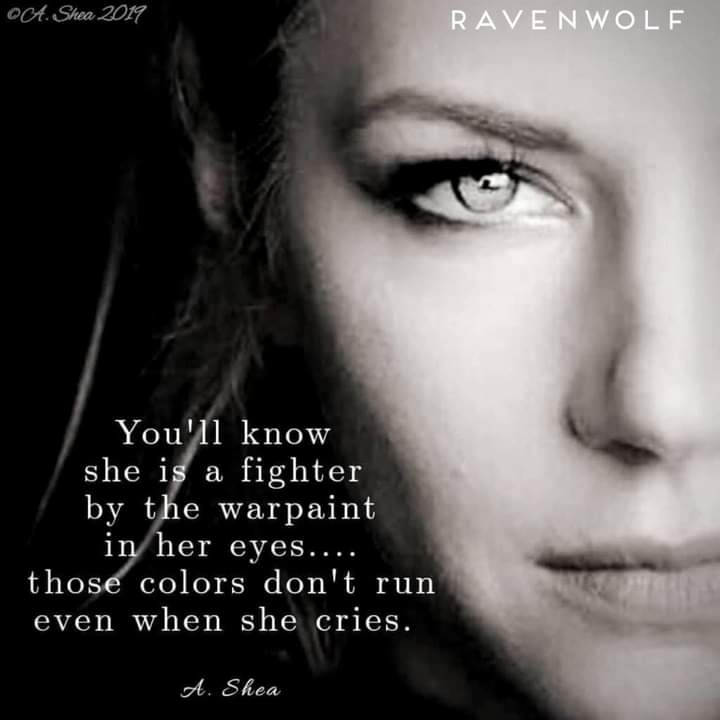 ©A. Shea 2019
RAVENWOLF
You'll know
she is a fighter
by the warpaint
in her eyes....
those colors don't run
even when she cries.
A. Shea